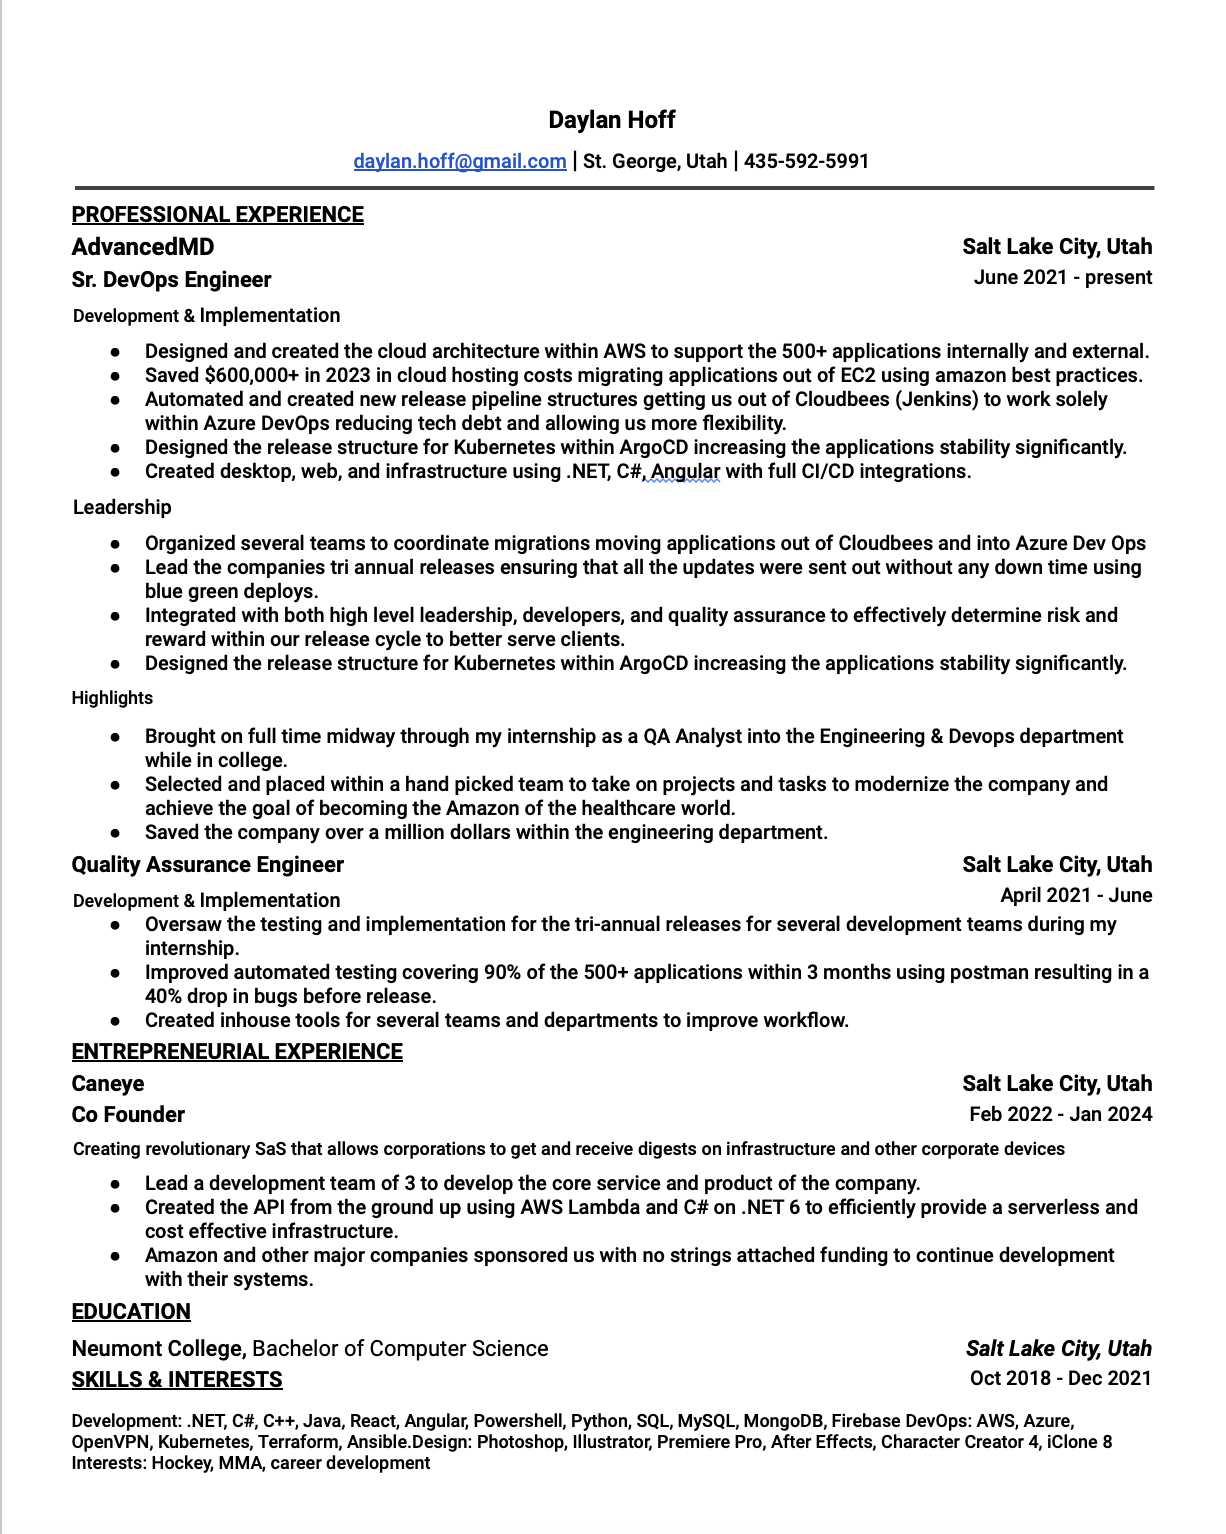 Daylan Hoff
daylan.hoff@gmail.com | St. George, Utah | 435-592-5991
PROFESSIONAL EXPERIENCE
AdvancedMD Salt Lake City, Utah
Sr. DevOps Engineer June 2021 - present
Development & Implementation
● Designed and created the cloud architecture within AWS to support the 500+ applications internally and external.
● Saved $600,000+ in 2023 in cloud hosting costs migrating applications out of EC2 using amazon best practices.
● Automated and created new release pipeline structures getting us out of Cloudbees (Jenkins) to work solely
within Azure DevOps reducing tech debt and allowing us more flexibility.
● Designed the release structure for Kubernetes within ArgoCD increasing the applications stability significantly.
● Created desktop, web, and infrastructure using .NET, C#, Angular with full CI/CD integrations.
Leadership
● Organized several teams to coordinate migrations moving applications out of Cloudbees and into Azure Dev Ops
● Lead the companies tri annual releases ensuring that all the updates were sent out without any down time using
blue green deploys.
● Integrated with both high level leadership, developers, and quality assurance to effectively determine risk and
reward within our release cycle to better serve clients.
● Designed the release structure for Kubernetes within ArgoCD increasing the applications stability significantly.
Highlights
● Brought on full time midway through my internship as a QA Analyst into the Engineering & Devops department
while in college.
● Selected and placed within a hand picked team to take on projects and tasks to modernize the company and
achieve the goal of becoming the Amazon of the healthcare world.
● Saved the company over a million dollars within the engineering department.
Quality Assurance Engineer Salt Lake City, Utah
Development & Implementation April 2021 - June
● Oversaw the testing and implementation for the tri-annual releases for several development teams during my
internship.
● Improved automated testing covering 90% of the 500+ applications within 3 months using postman resulting in a
40% drop in bugs before release.
● Created inhouse tools for several teams and departments to improve workflow.
ENTREPRENEURIAL EXPERIENCE
Caneye Salt Lake City, Utah
Co Founder Feb 2022 - Jan 2024
Creating revolutionary SaS that allows corporations to get and receive digests on infrastructure and other corporate devices
● Lead a development team of 3 to develop the core service and product of the company.
● Created the API from the ground up using AWS Lambda and C# on .NET 6 to efficiently provide a serverless and
cost effective infrastructure.
● Amazon and other major companies sponsored us with no strings attached funding to continue development
with their systems.
EDUCATION
Neumont College, Bachelor of Computer Science Salt Lake City, Utah
SKILLS & INTERESTS Oct 2018 - Dec 2021
Development: .NET, C#, C++, Java, React, Angular, Powershell, Python, SQL, MySQL, MongoDB, Firebase DevOps: AWS, Azure,
OpenVPN, Kubernetes, Terraform, Ansible.Design: Photoshop, Illustrator, Premiere Pro, After Effects, Character Creator 4, iClone 8
Interests: Hockey, MMA, career development